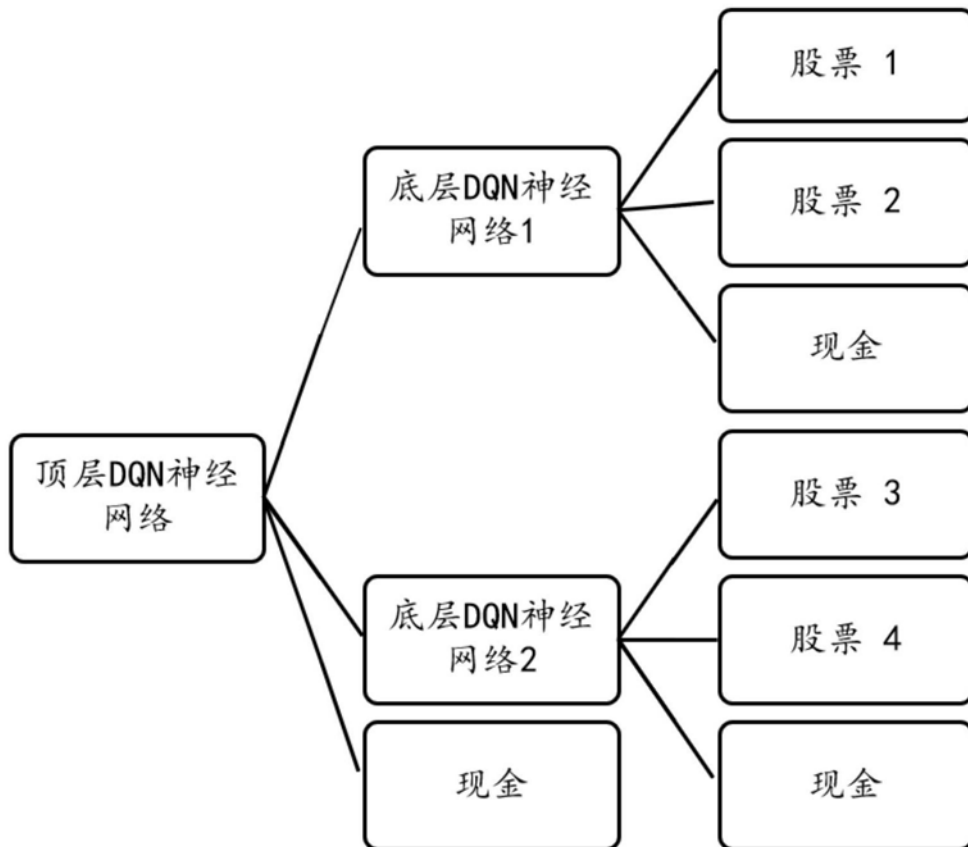 股票 1
底层DQN神经
网络1
股票 2
现金
顶层DQN神经
网络
股票 3
底层DQN神经
网络2
股票 4
现金
现金